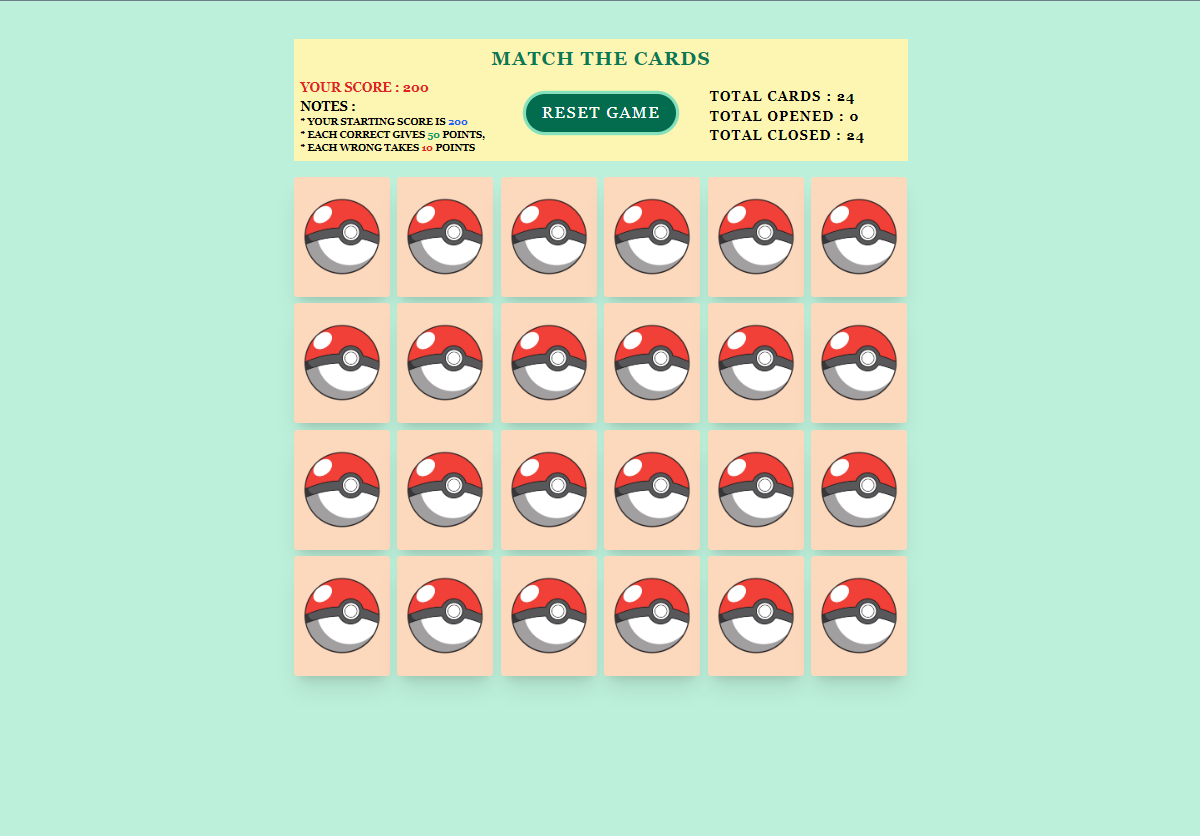 MATCH THE CARDS
YOUR SCORE : 200
NOTES :
* YOUR STARTING SCORE IS 200
* EACH CORRECT GIVES 50 POINTS,
* EACH WRONG TAKES 10 POINTS
RESET GAME
TOTAL CARDS : 24
TOTAL OPENED : 0
TOTAL CLOSED : 24